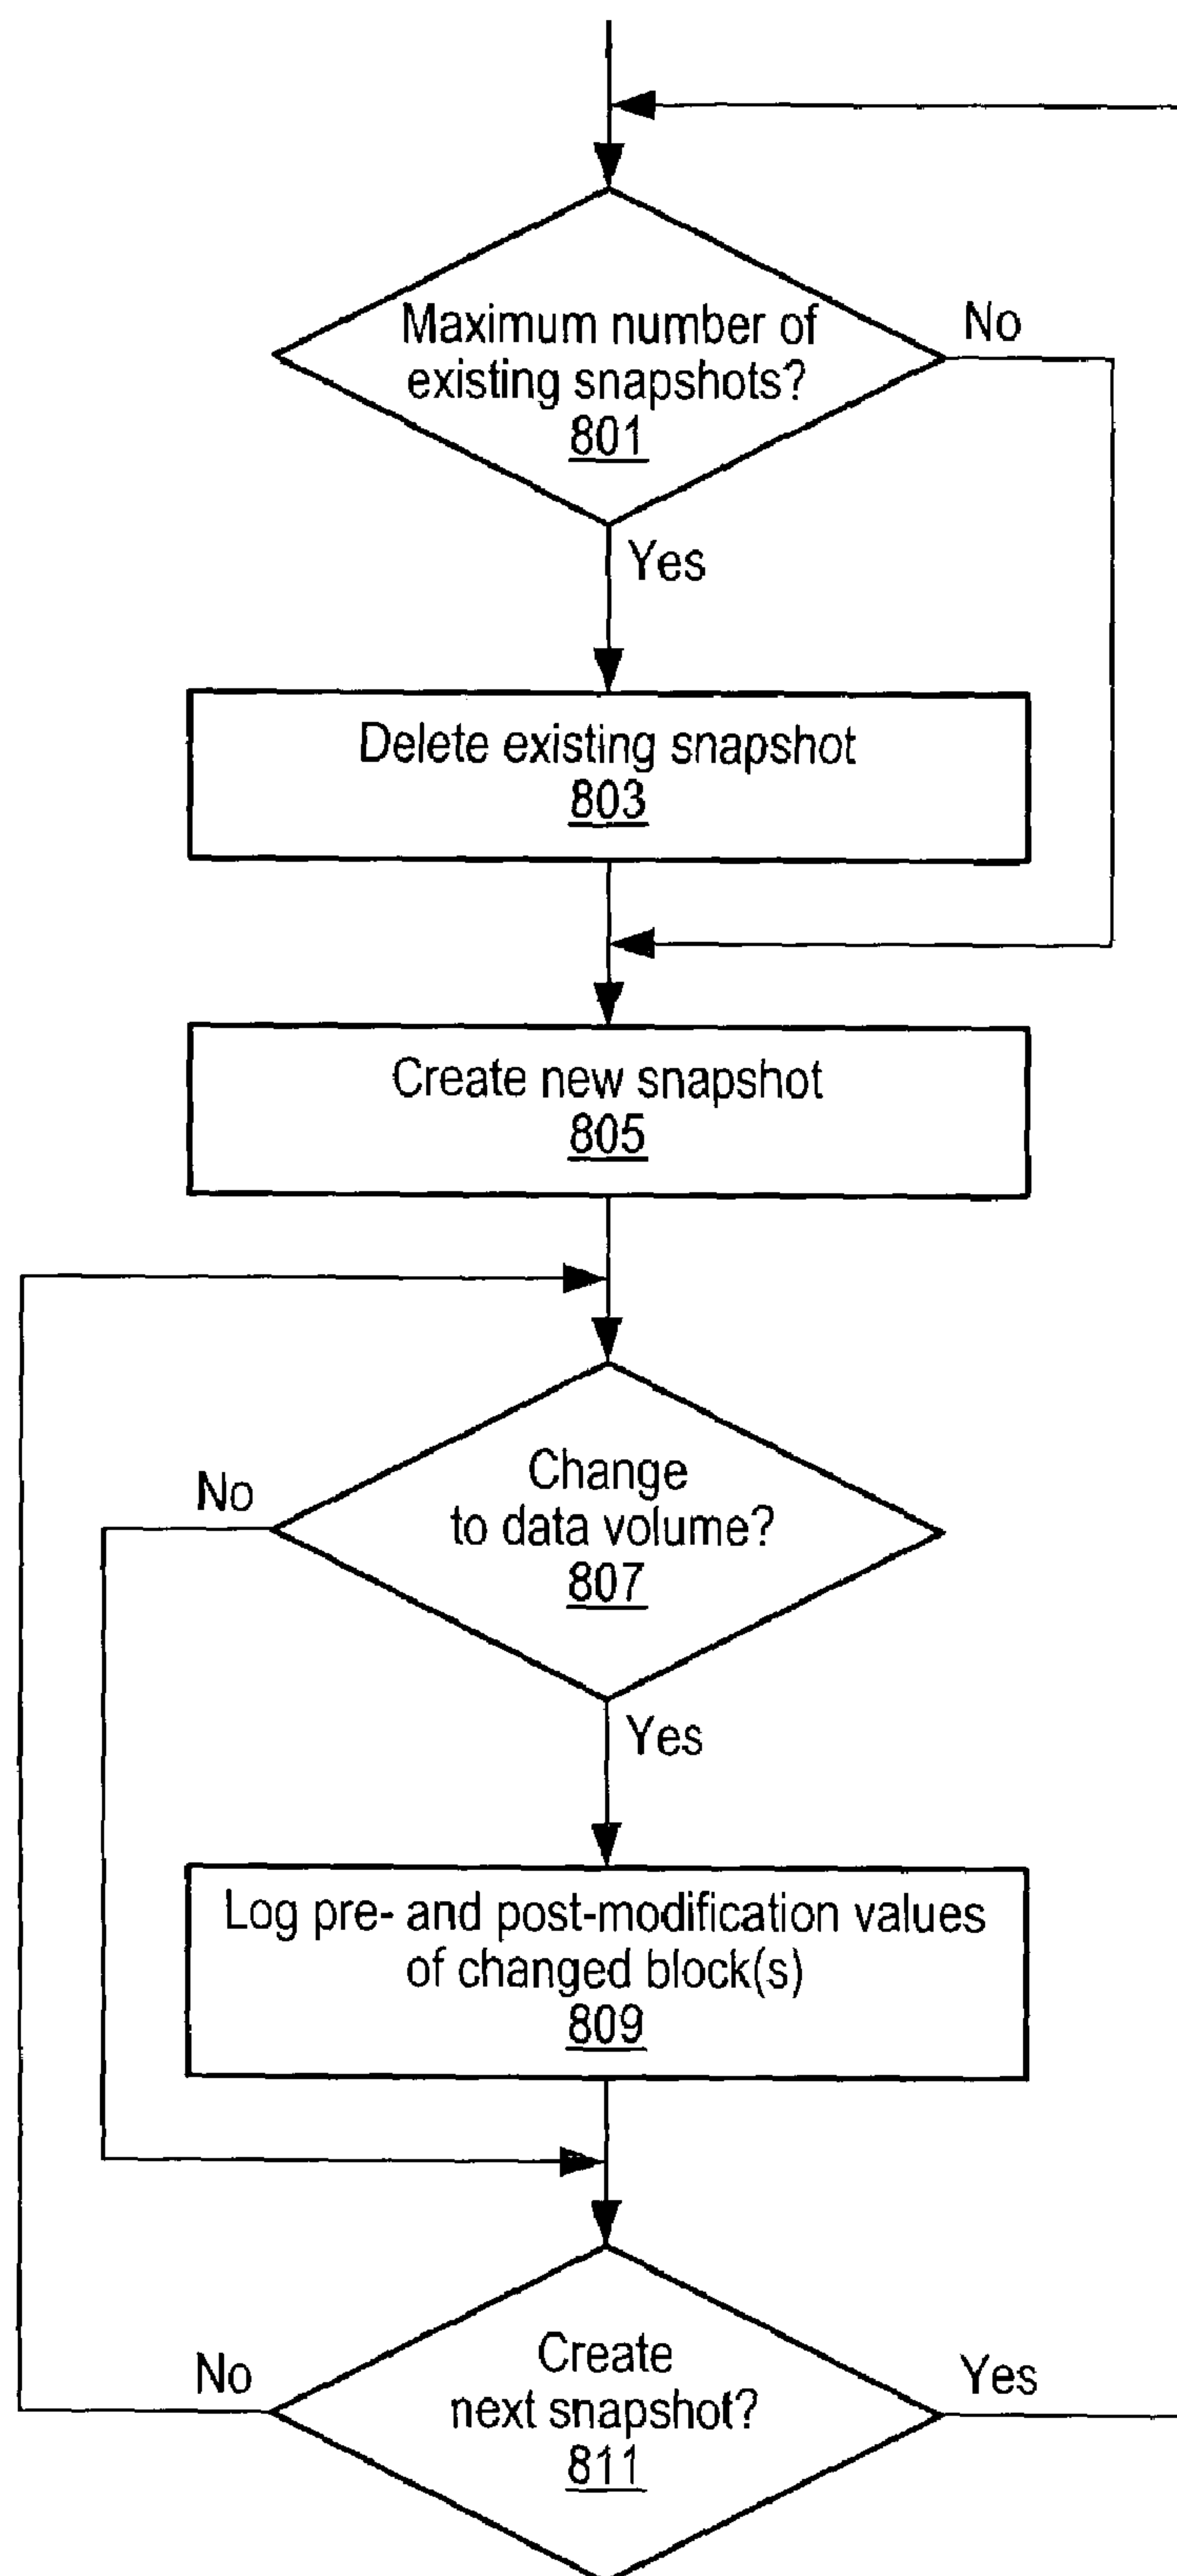 Maximum number of
existing snapshots?
801
No
Yes
Delete existing snapshot
803
Create new snapshot
805
Change
to data volume?
807
No
Yes
Log pre- and post-modification values
of changed block(s)
809
Create
next snapshot?
811
No
Yes